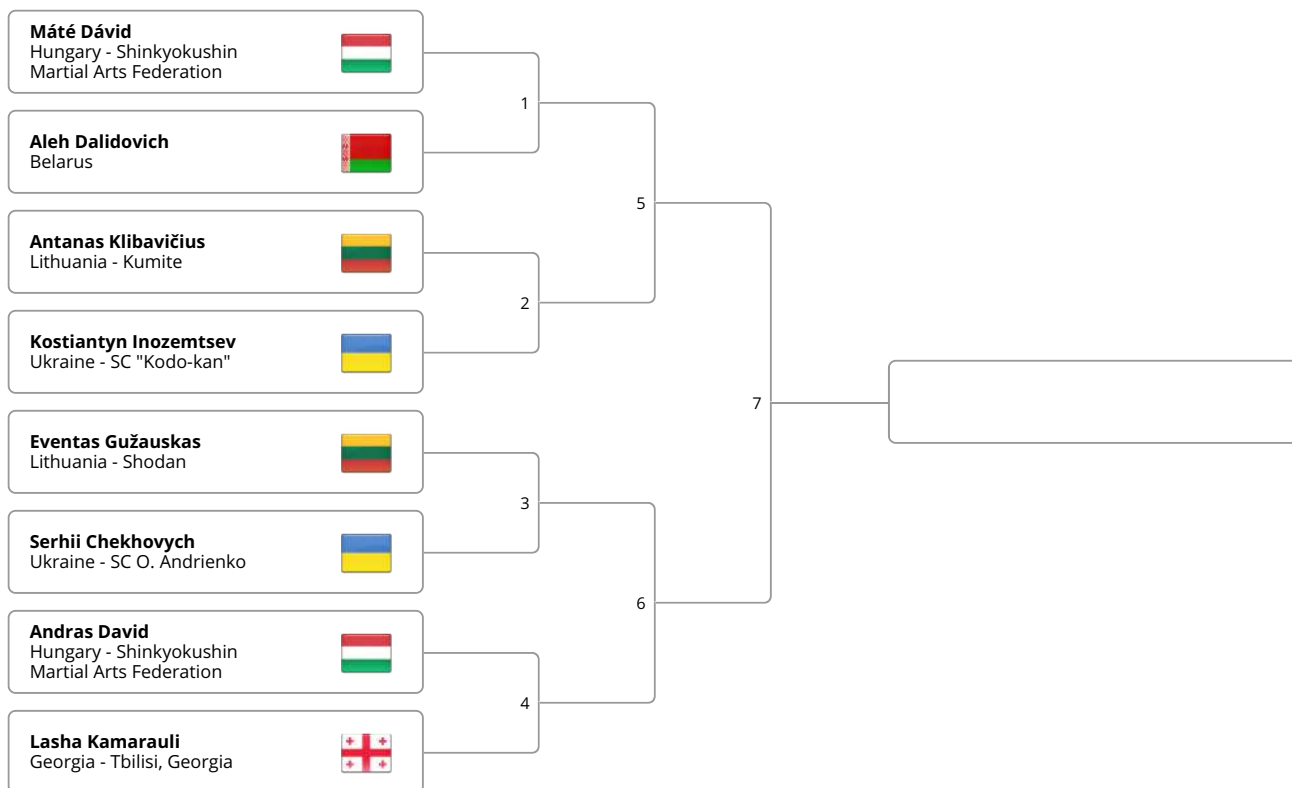 Máté Dávid
Hungary - Shinkyokushin
Martial Arts Federation
1
Aleh Dalidovich
Belarus
5
Antanas Klibavičius
Lithuania - Kumite
2
Kostiantyn Inozemtsev
Ukraine - SC "Kodo-kan"
7
Eventas Gužauskas
Lithuania - Shodan
3
Serhii Chekhovych
Ukraine - SC O. Andrienko
6
Andras David
Hungary - Shinkyokushin
Martial Arts Federation
4
Lasha Kamarauli
Georgia - Tbilisi, Georgia